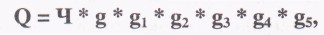 Q = Ч * g * g₁ * g₂ * g₃ * g₄ * g₅,